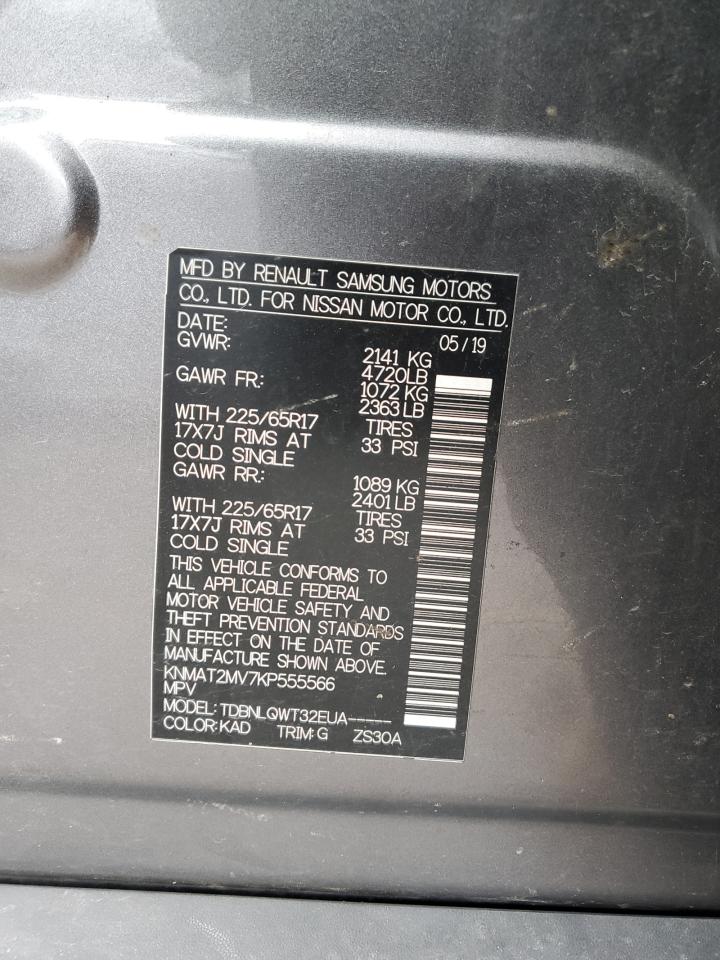 MFD BY RENAULT SAMSUNG MOTORS
CO., LTD. FOR NISSAN MOTOR CO., LTD.
DATE: 05/19
GVWR: 2141 KG
4720LB
GAWR FR.: 1072 KG
2363LB
WITH 225/65R17 TIRES
17X7J RIMS AT 33 PSI
COLD SINGLE
GAWR RR.: 1089 KG
2401LB
WITH 225/65R17 TIRES
17X7J RIMS AT 33 PSI
COLD SINGLE
THIS VEHICLE CONFORMS TO
ALL APPLICABLE FEDERAL
MOTOR VEHICLE SAFETY AND
THEFT PREVENTION STANDARDS
IN EFFECT ON THE DATE OF
MANUFACTURE SHOWN ABOVE.
KNMAT2MV7KP555566
MPV
MODEL: TDBNLQWT32EUA-----
COLOR: KAD TRIM: G ZS30A